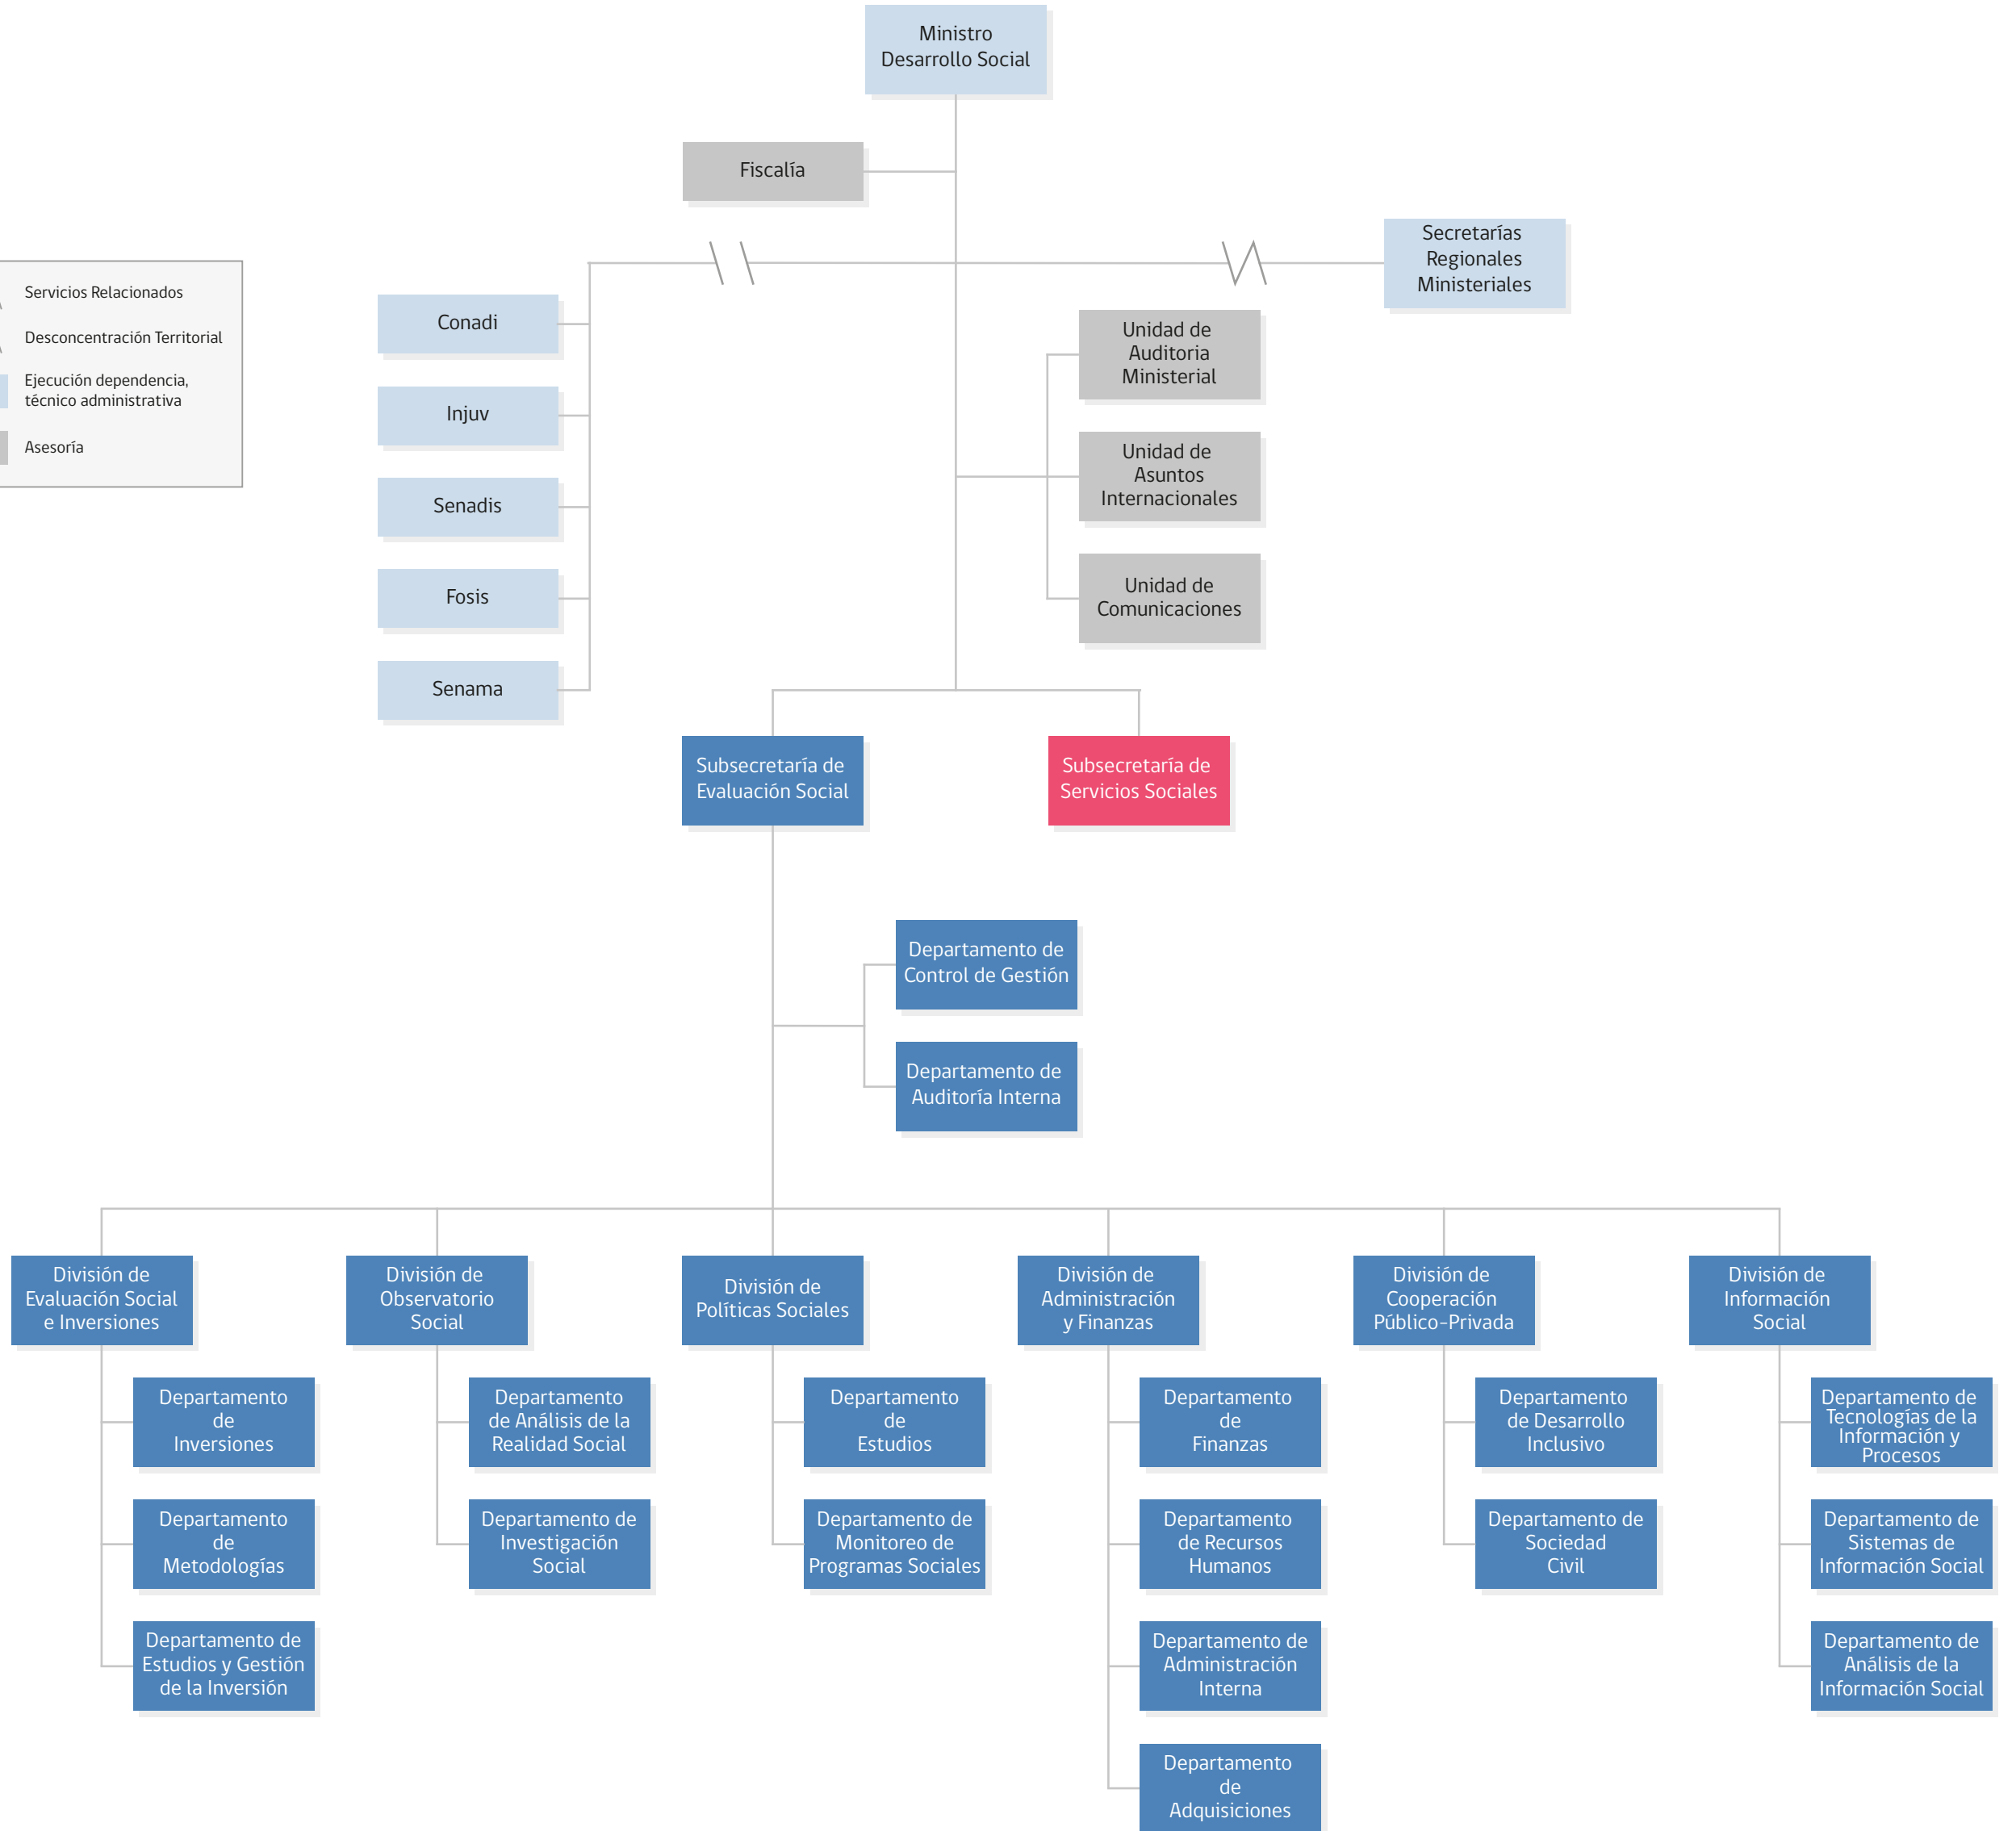 Ministro
Desarrollo Social
Fiscalía
Secretarías
Regionales
Ministeriales
Servicios Relacionados
Desconcentración Territorial
Ejecución dependencia,
técnico administrativa
Asesoría
Conadi
Injuv
Senadis
Fosis
Senama
Unidad de
Auditoria
Ministerial
Unidad de
Asuntos
Internacionales
Unidad de
Comunicaciones
Subsecretaría de
Evaluación Social
Subsecretaría de
Servicios Sociales
Departamento de
Control de Gestión
Departamento de
Auditoría Interna
División de
Evaluación Social
e Inversiones
División de
Observatorio
Social
División de
Políticas Sociales
División de
Administración
y Finanzas
División de
Cooperación
Público-Privada
División de
Información
Social
Departamento
de
Inversiones
Departamento
de Análisis de la
Realidad Social
Departamento
de
Estudios
Departamento
de
Finanzas
Departamento
de Desarrollo
Inclusivo
Departamento de
Tecnologías de la
Información y
Procesos
Departamento
de
Metodologías
Departamento de
Investigación
Social
Departamento de
Monitoreo de
Programas Sociales
Departamento
de Recursos
Humanos
Departamento de
Sociedad
Civil
Departamento de
Sistemas de
Información Social
Departamento de
Estudios y Gestión
de la Inversión
Departamento de
Administración
Interna
Departamento de
Análisis de la
Información Social
Departamento
de
Adquisiciones